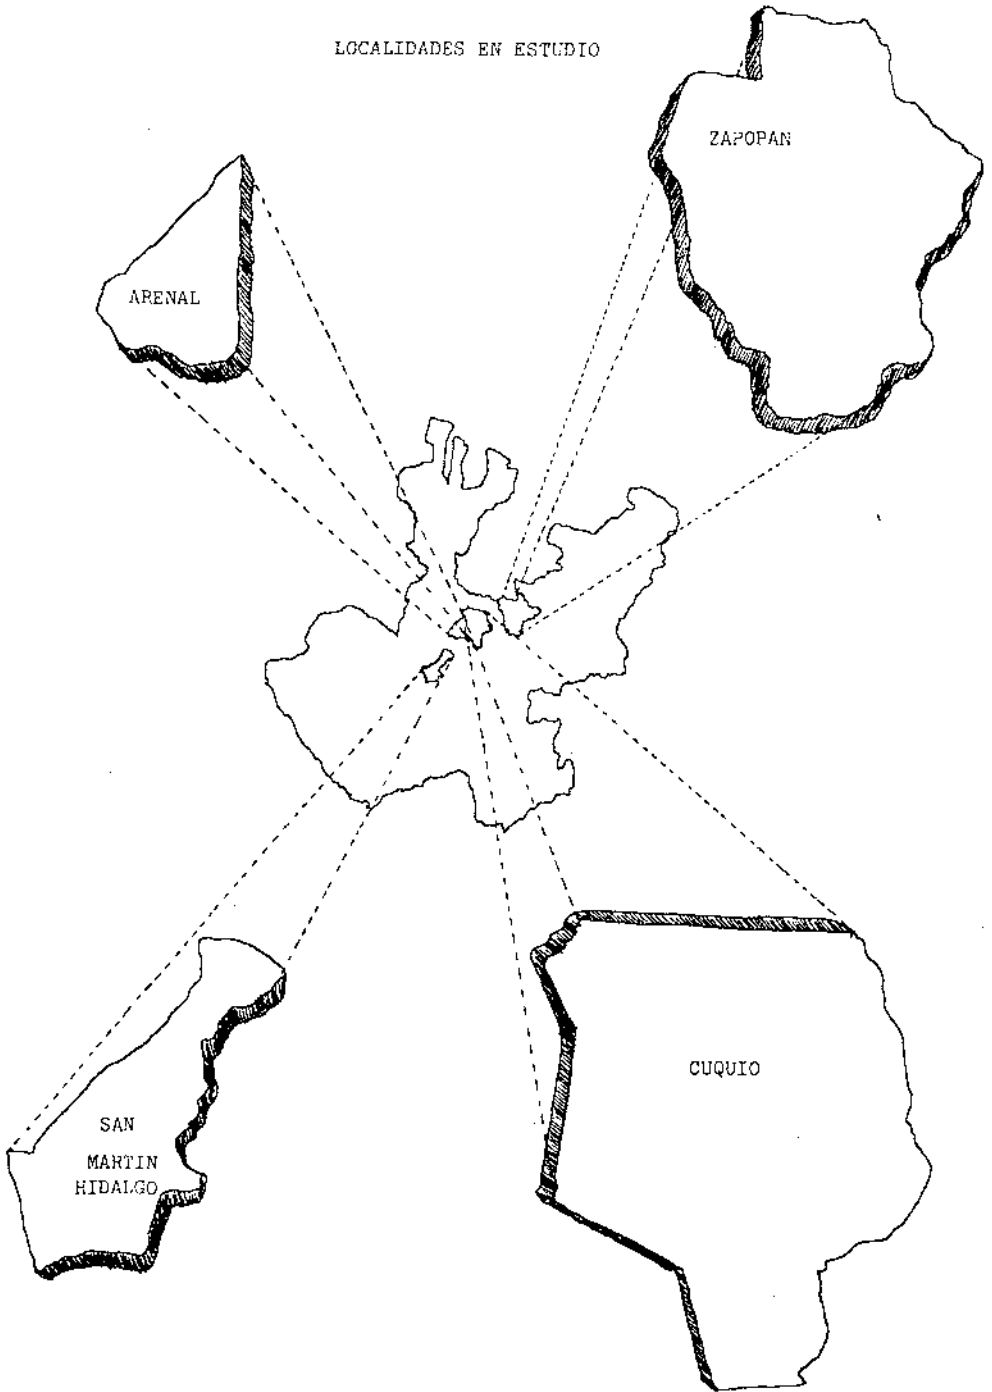 LOCALIDADES EN ESTUDIO
ZAPOPAN
ARENAL
CUQUIO
SAN
MARTIN
HIDALGO